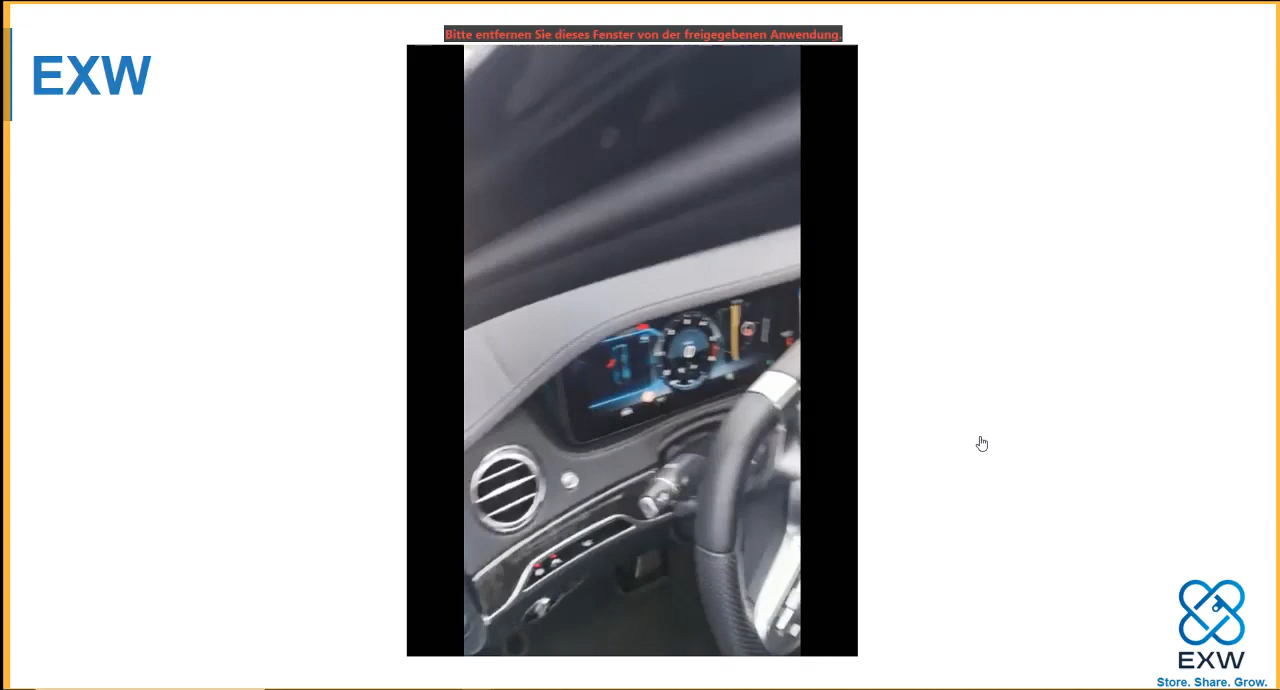 Bitte entfernen Sie dieses Fenster von der freigegebenen Anwendung.
EXW
EXW
Store. Share. Grow.